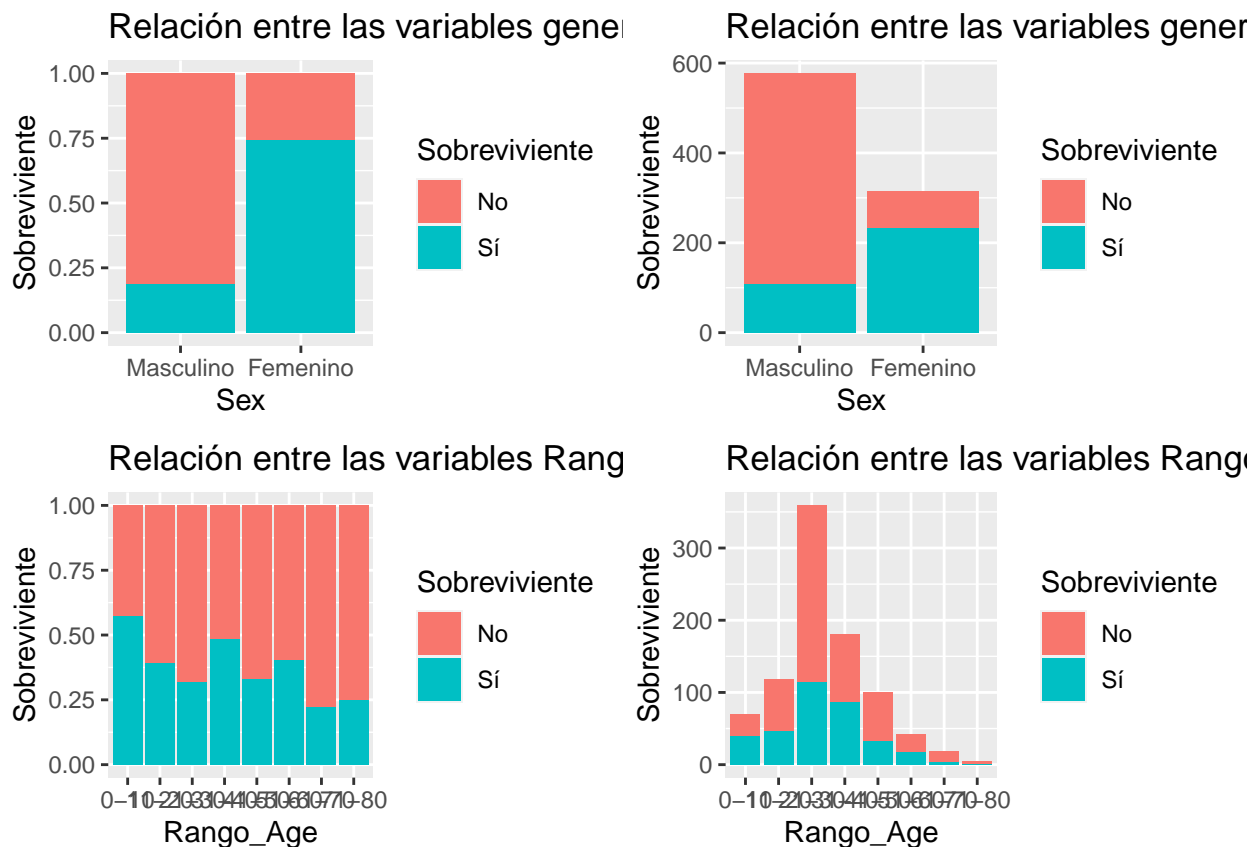 Relación entre las variables gener
1.00
0.75
0.50
0.25
0.00
Sobreviviente
Masculino Femenino
Sex
Sobreviviente
No
Sí
Relación entre las variables gener
600
400
200
0
Sobreviviente
Masculino Femenino
Sex
Sobreviviente
No
Sí
Relación entre las variables Rang
1.00
0.75
0.50
0.25
0.00
Sobreviviente
Rango_Age
Sobreviviente
No
Sí
Relación entre las variables Rango
300
200
100
0
Sobreviviente
Rango_Age
Sobreviviente
No
Sí